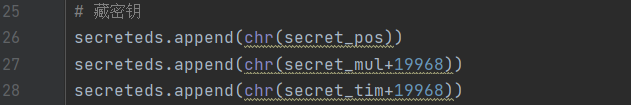 25 # 藏密钥
26 secreteds.append(chr(secret_pos))
27 secreteds.append(chr(secret_mul+19968))
28 secreteds.append(chr(secret_tim+19968))